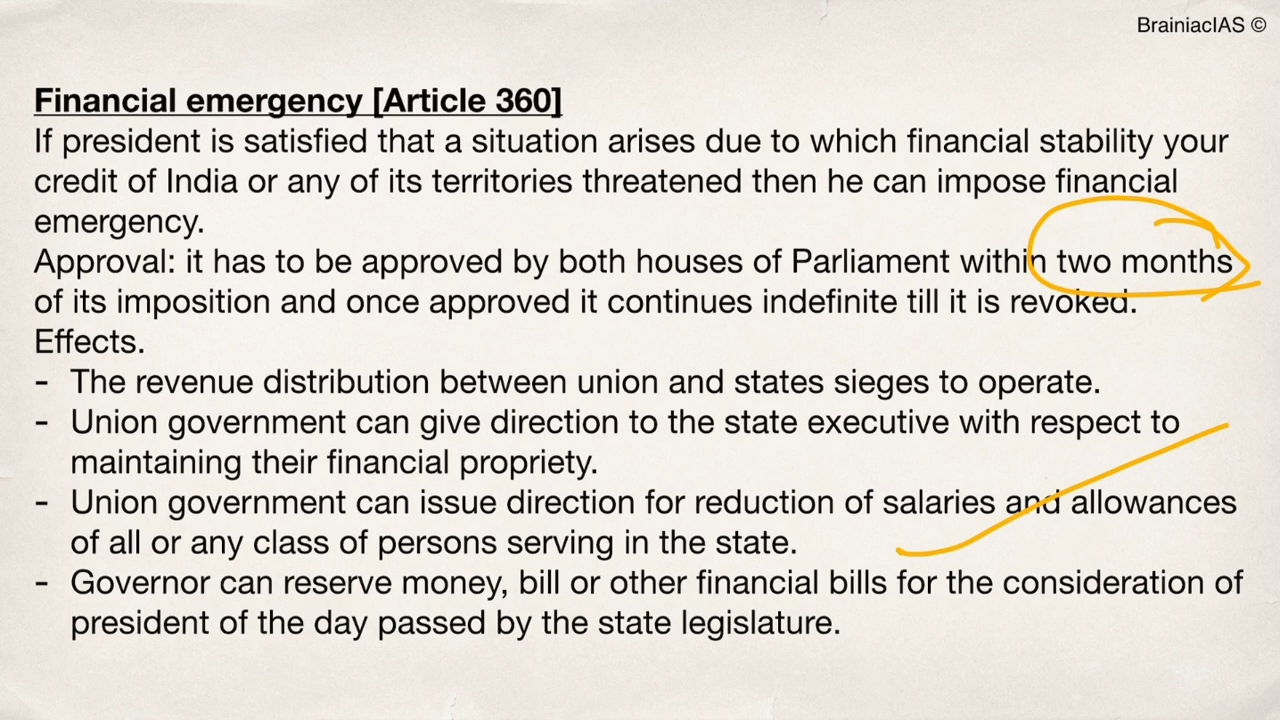 BrainiacIAS ©
Financial emergency [Article 360]
If president is satisfied that a situation arises due to which financial stability your
credit of India or any of its territories threatened then he can impose financial
emergency.
Approval: it has to be approved by both houses of Parliament within two months
of its imposition and once approved it continues indefinite till it is revoked.
Effects.
- The revenue distribution between union and states sieges to operate.
- Union government can give direction to the state executive with respect to
maintaining their financial propriety.
- Union government can issue direction for reduction of salaries and allowances
of all or any class of persons serving in the state.
- Governor can reserve money, bill or other financial bills for the consideration of
president of the day passed by the state legislature.